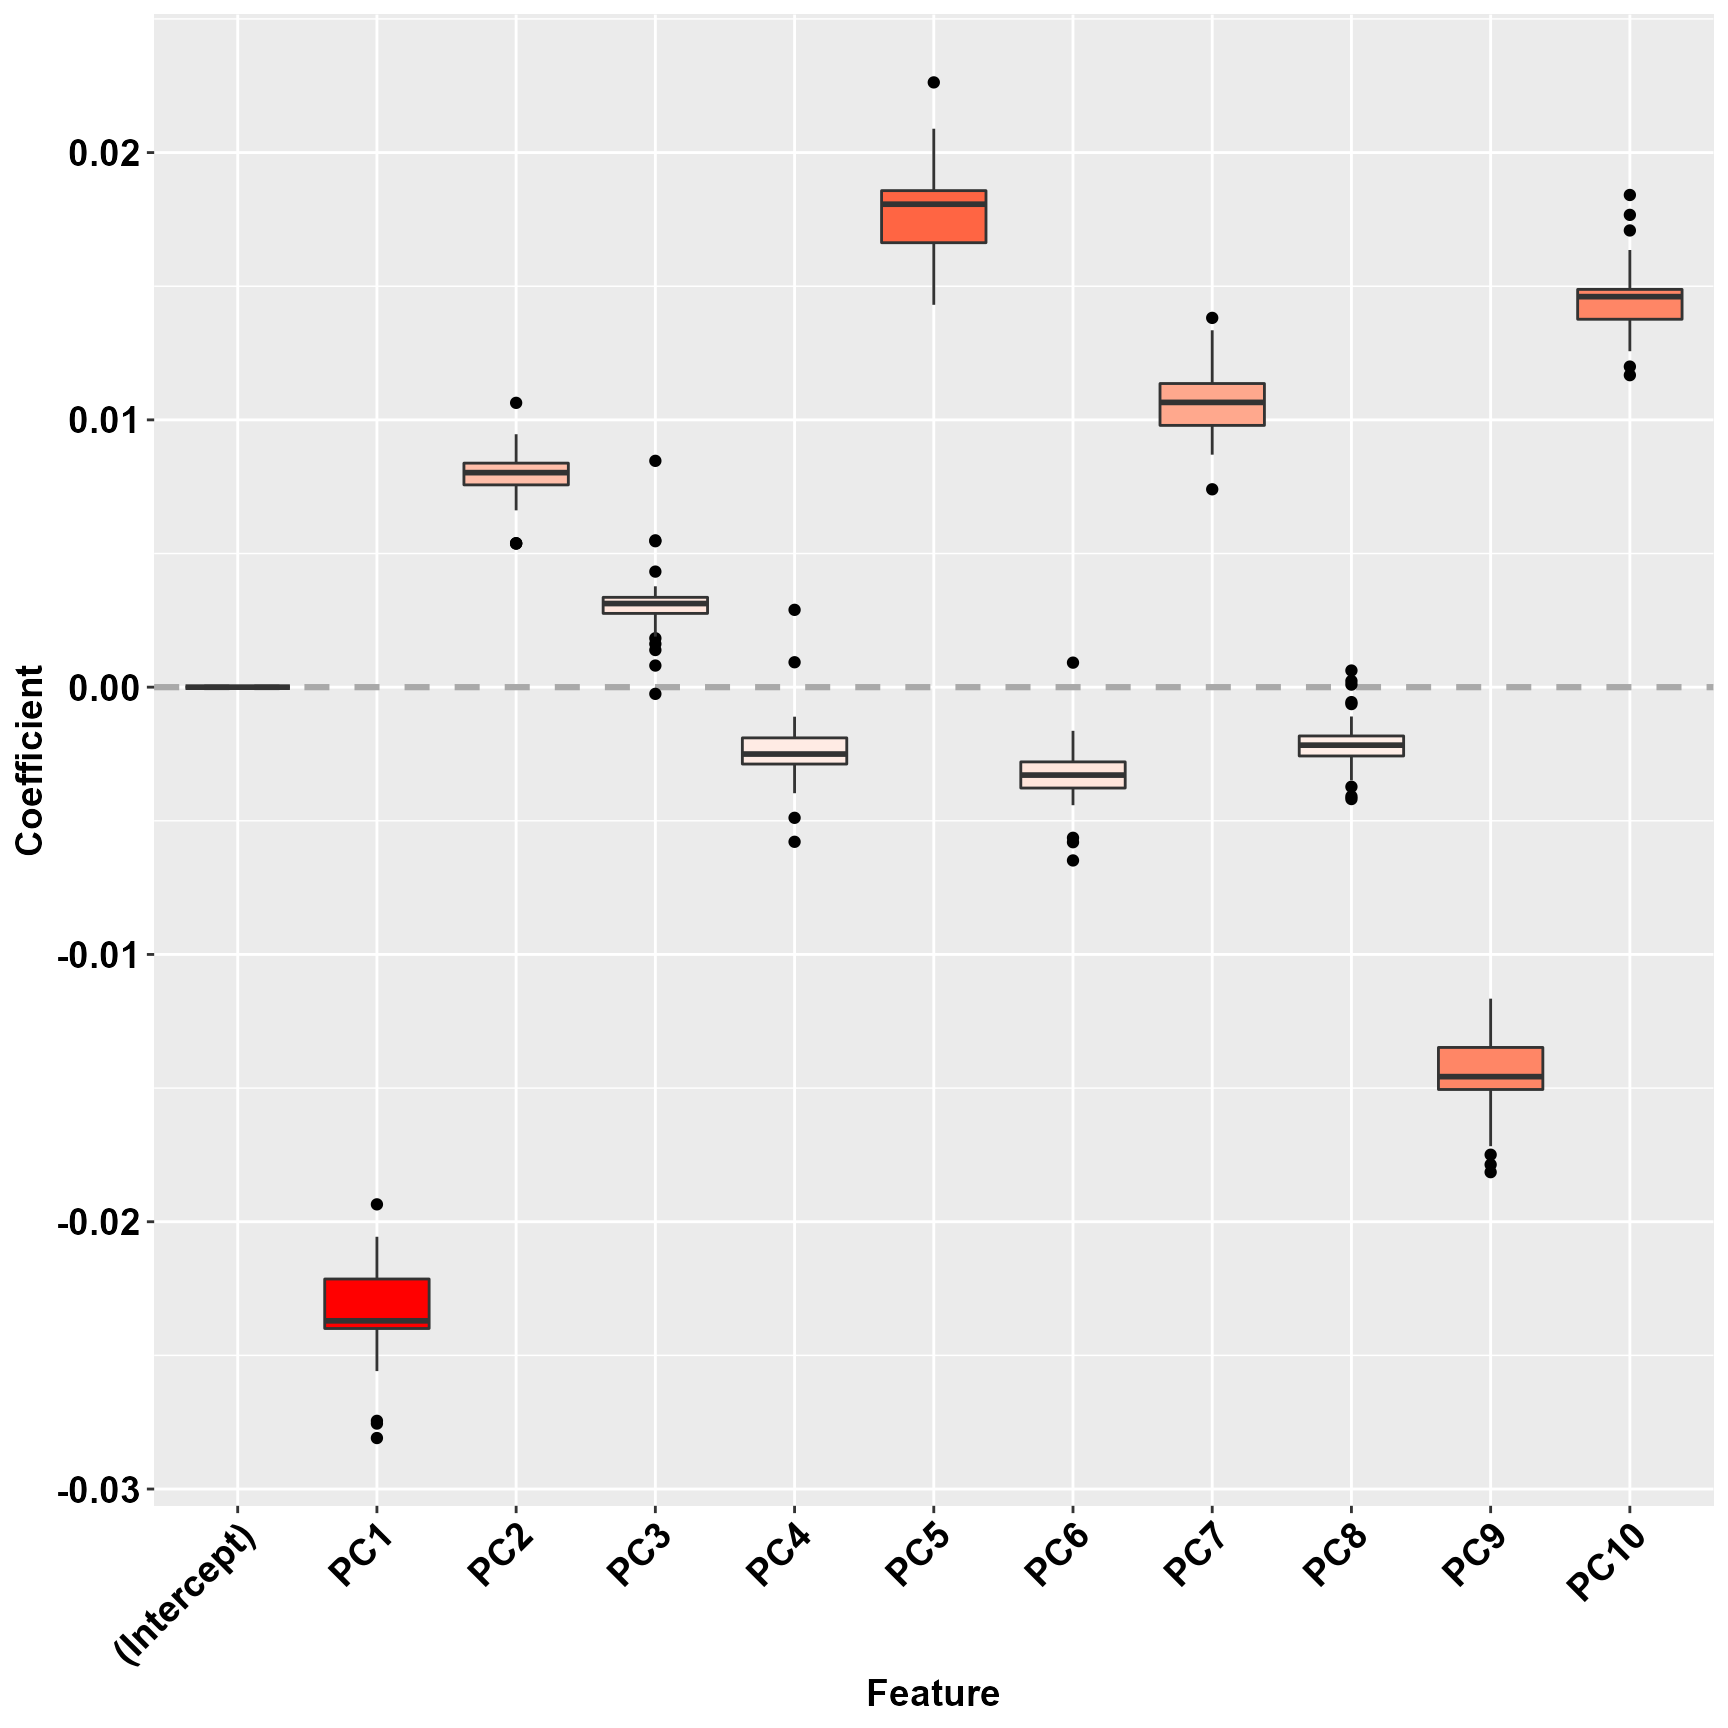 0.02
0.01
0.00
-0.01
-0.02
-0.03
Coefficient
(Intercept) PC1 PC2 PC3 PC4 PC5 PC6 PC7 PC8 PC9 PC10
Feature